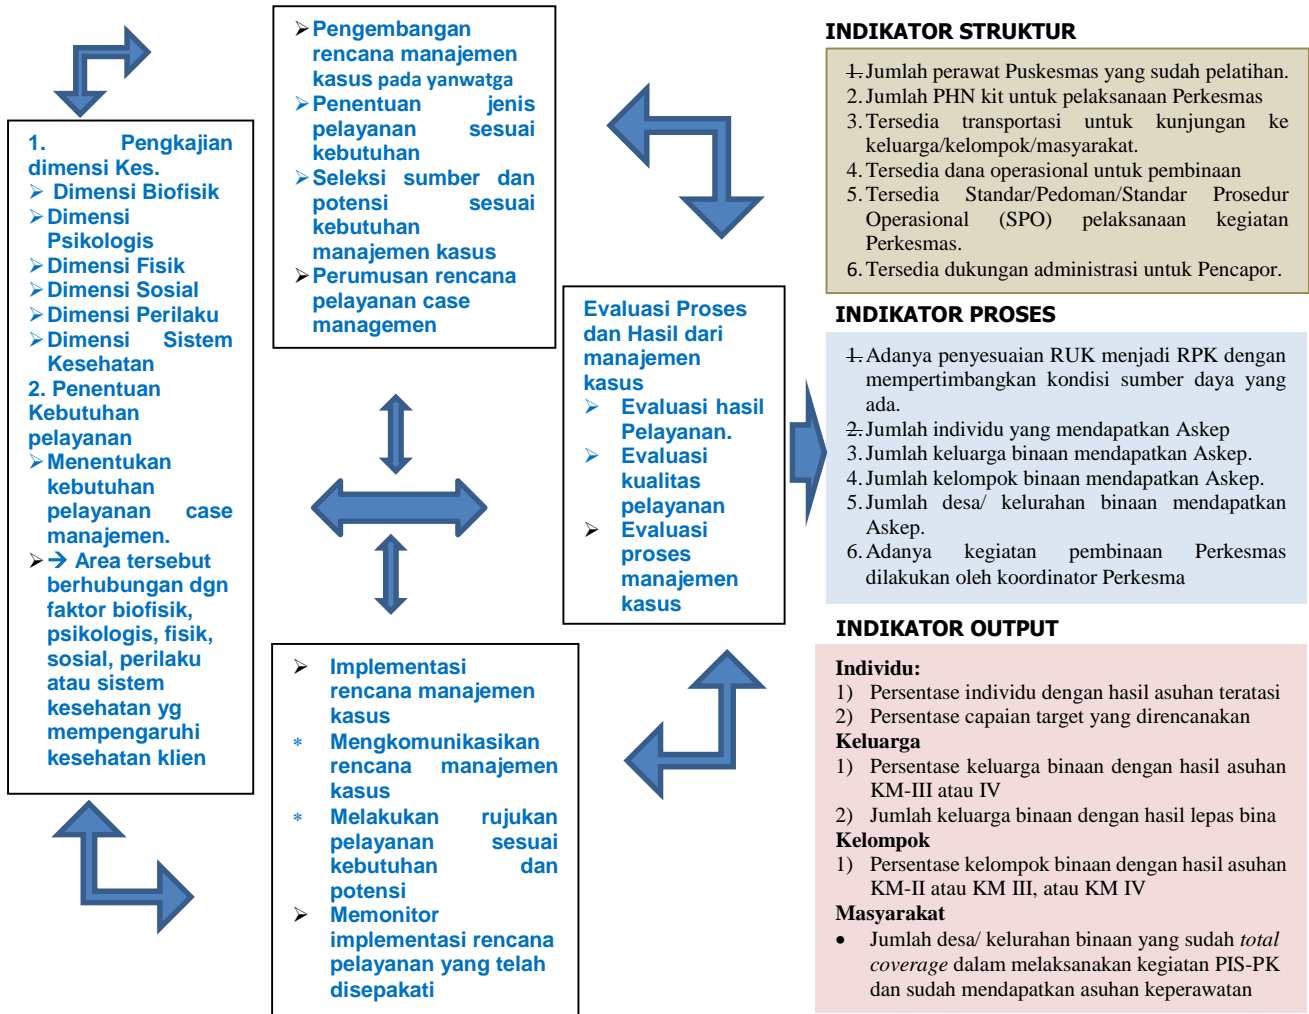 1. Pengkajian
dimensi Kes.
➢ Dimensi Biofisik
➢ Dimensi
Psikologis
➢ Dimensi Fisik
➢ Dimensi Sosial
➢ Dimensi Perilaku
➢ Dimensi Sistem
Kesehatan
2. Penentuan
Kebutuhan
pelayanan
➢ Menentukan
kebutuhan
pelayanan case
manajemen.
➢ → Area tersebut
berhubungan dgn
faktor biofisik,
psikologis, fisik,
sosial, perilaku
atau sistem
kesehatan yg
mempengaruhi
kesehatan klien
➢ Pengembangan
rencana manajemen
kasus pada yanwatga
➢ Penentuan jenis
pelayanan sesuai
kebutuhan
➢ Seleksi sumber dan
potensi sesuai
kebutuhan
manajemen kasus
➢ Perumusan rencana
pelayanan case
managemen
➢ Implementasi
rencana manajemen
kasus
* Mengkomunikasikan
rencana manajemen
kasus
* Melakukan rujukan
pelayanan sesuai
kebutuhan dan
potensi
➢ Memonitor
implementasi rencana
pelayanan yang telah
disepakati
Evaluasi Proses
dan Hasil dari
manajemen
kasus
➢ Evaluasi hasil
Pelayanan.
➢ Evaluasi
kualitas
pelayanan
➢ Evaluasi
proses
manajemen
kasus
INDIKATOR STRUKTUR
1. Jumlah perawat Puskesmas yang sudah pelatihan.
2. Jumlah PHN kit untuk pelaksanaan Perkesmas
3. Tersedia transportasi untuk kunjungan ke
keluarga/kelompok/masyarakat.
4. Tersedia dana operasional untuk pembinaan
5. Tersedia Standar/Pedoman/Standar Prosedur
Operasional (SPO) pelaksanaan kegiatan
Perkesmas.
6. Tersedia dukungan administrasi untuk Pencapor.
INDIKATOR PROSES
1. Adanya penyesuaian RUK menjadi RPK dengan
mempertimbangkan kondisi sumber daya yang
ada.
2. Jumlah individu yang mendapatkan Askep
3. Jumlah keluarga binaan mendapatkan Askep.
4. Jumlah kelompok binaan mendapatkan Askep.
5. Jumlah desa/ kelurahan binaan mendapatkan
Askep.
6. Adanya kegiatan pembinaan Perkesmas
dilakukan oleh koordinator Perkesma
INDIKATOR OUTPUT
Individu:
1) Persentase individu dengan hasil asuhan teratasi
2) Persentase capaian target yang direncanakan
Keluarga
1) Persentase keluarga binaan dengan hasil asuhan
KM-III atau IV
2) Jumlah keluarga binaan dengan hasil lepas bina
Kelompok
1) Persentase kelompok binaan dengan hasil asuhan
KM-II atau KM III, atau KM IV
Masyarakat
• Jumlah desa/ kelurahan binaan yang sudah total
coverage dalam melaksanakan kegiatan PIS-PK
dan sudah mendapatkan asuhan keperawatan